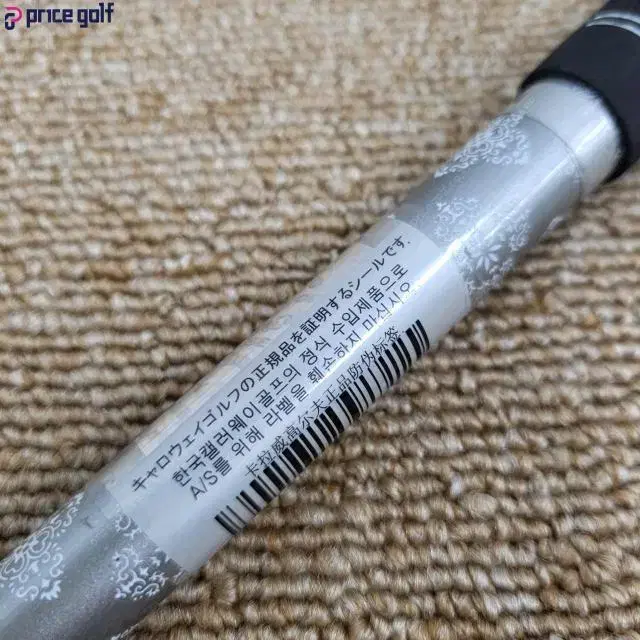 price golf
キャロウェイゴルフの正規品を証明するシールです.
한국캘러웨이골프의 정식 수입제품으로
A/S를 위해 라벨을 훼손하지 마십시오
卡拉威高尔夫正品防伪标签